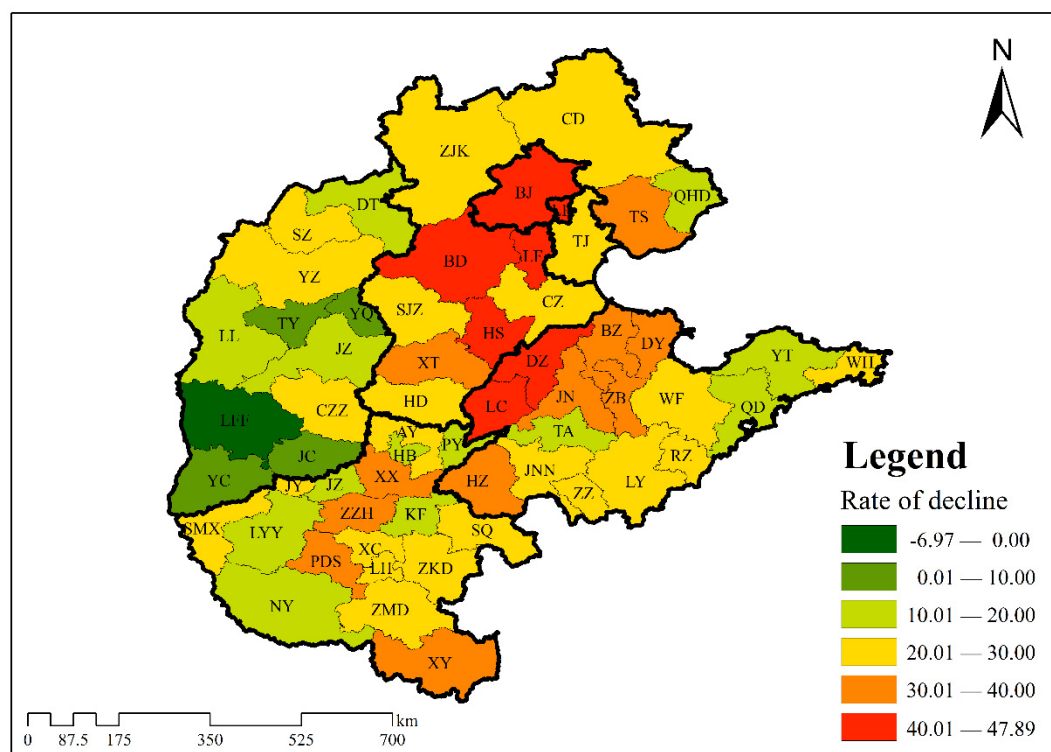 N
CD
ZJK
BJ
QHD
DT
TS
SZ
TJ
BD
LF
YZ
SJZ
CZ
TY
YQ
BZ
LL
JZ
HS
DY
YT
XT
DZ
WH
CZZ
HD
LC
JN
ZB
WF
QD
LFF
AY
TA
JC
HB
PY
RZ
YC
JY
JZ
XX
HZ
JNN
LY
ZZ
SMX
LYY
ZZH
KF
SQ
PDS
XC
LH
ZKD
NY
ZMD
XY
Legend
Rate of decline
-6.97 — 0.00
0.01 — 10.00
10.01 — 20.00
20.01 — 30.00
30.01 — 40.00
40.01 — 47.89
km
0 87.5 175 350 525 700